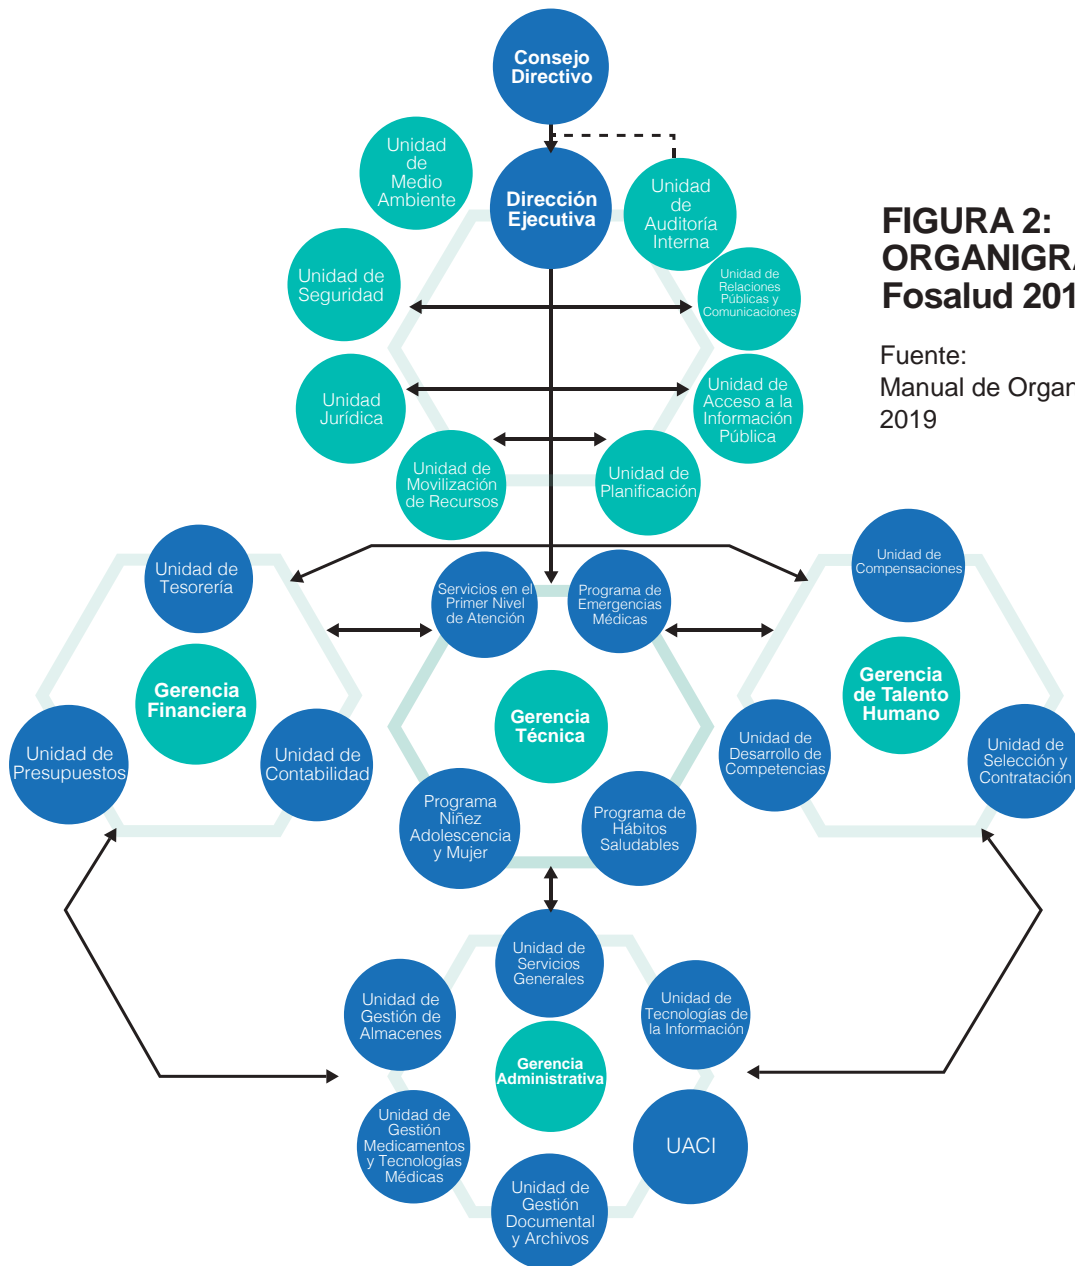 Consejo
Directivo
Unidad
de
Medio
Ambiente
Dirección
Ejecutiva
Unidad
de
Auditoría
Interna
FIGURA 2:
ORGANIGRA
Fosalud 201
Fuente:
Manual de Organ
2019
Unidad de
Seguridad
Unidad de
Relaciones
Públicas y
Comunicaciones
Unidad
Jurídica
Unidad de
Acceso a la
Información
Pública
Unidad de
Movilización
de Recursos
Unidad de
Planificación
Unidad de
Tesorería
Servicios en el
Primer Nivel
de Atención
Programa de
Emergencias
Médicas
Unidad de
Compensaciones
Gerencia
Financiera
Gerencia
Técnica
Gerencia
de Talento
Humano
Unidad de
Presupuestos
Unidad de
Contabilidad
Unidad de
Desarrollo de
Competencias
Unidad de
Selección y
Contratación
Programa
Niñez
Adolescencia
y Mujer
Programa de
Hábitos
Saludables
Unidad de
Servicios
Generales
Unidad de
Gestión de
Almacenes
Unidad de
Tecnologías de
la Información
Gerencia
Administrativa
Unidad de
Gestión
Medicamentos
y Tecnologías
Médicas
UACI
Unidad de
Gestión
Documental
y Archivos